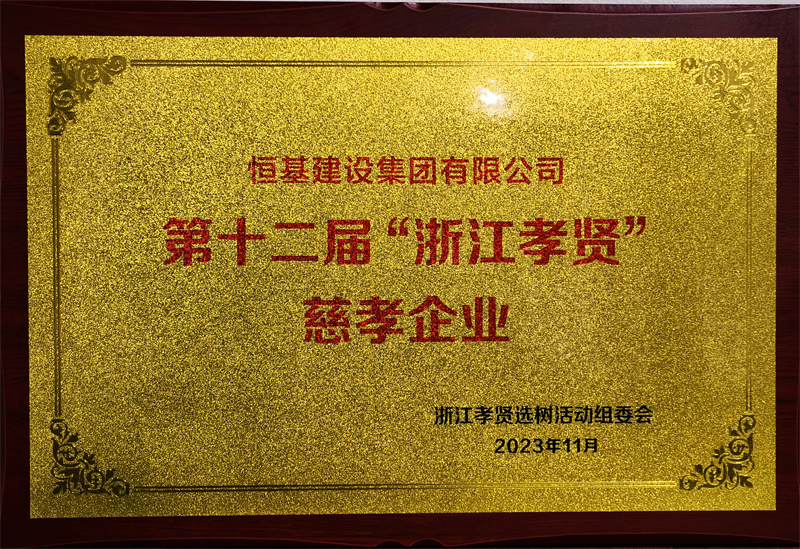 恒基建设集团有限公司
第十二届“浙江孝贤”
慈孝企业
浙江孝贤选树活动组委会
2023年11月